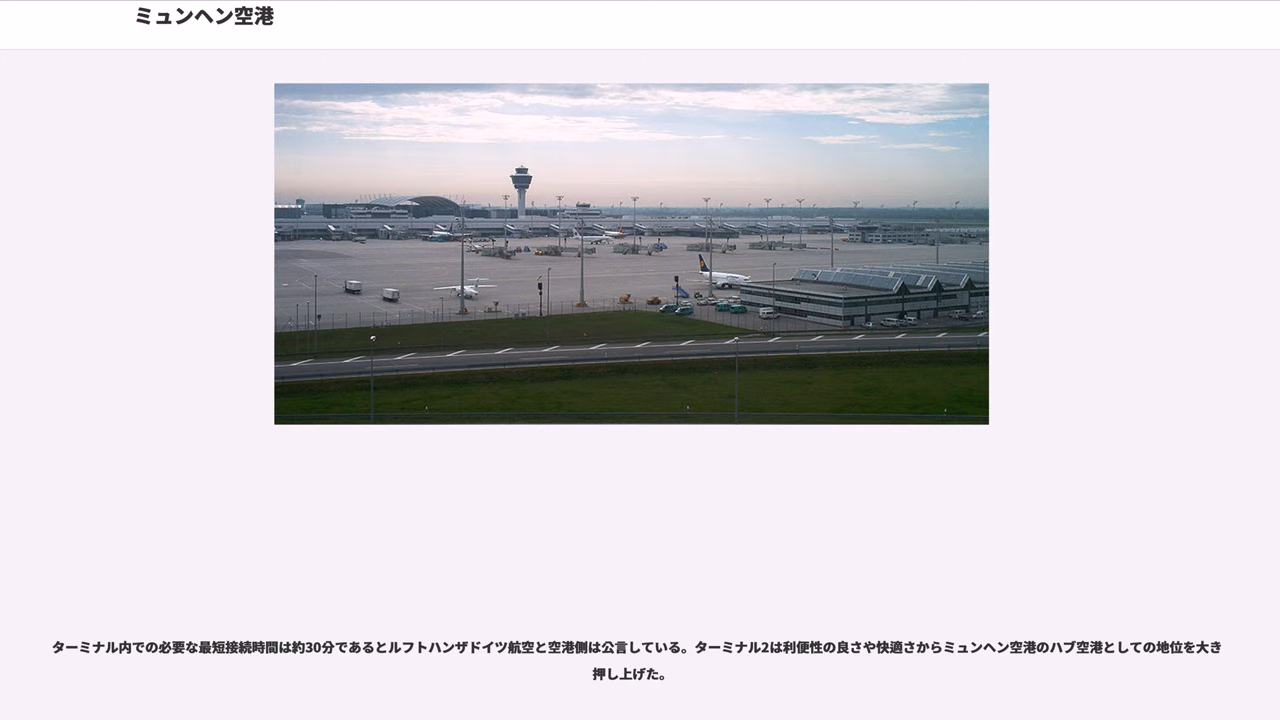 ミュンヘン空港
ターミナル内での必要な最短接続時間は約30分であるとルフトハンザドイツ航空と空港側は公言している。ターミナル2は利便性の良さや快適さからミュンヘン空港のハブ空港としての地位を大き
押し上げた。